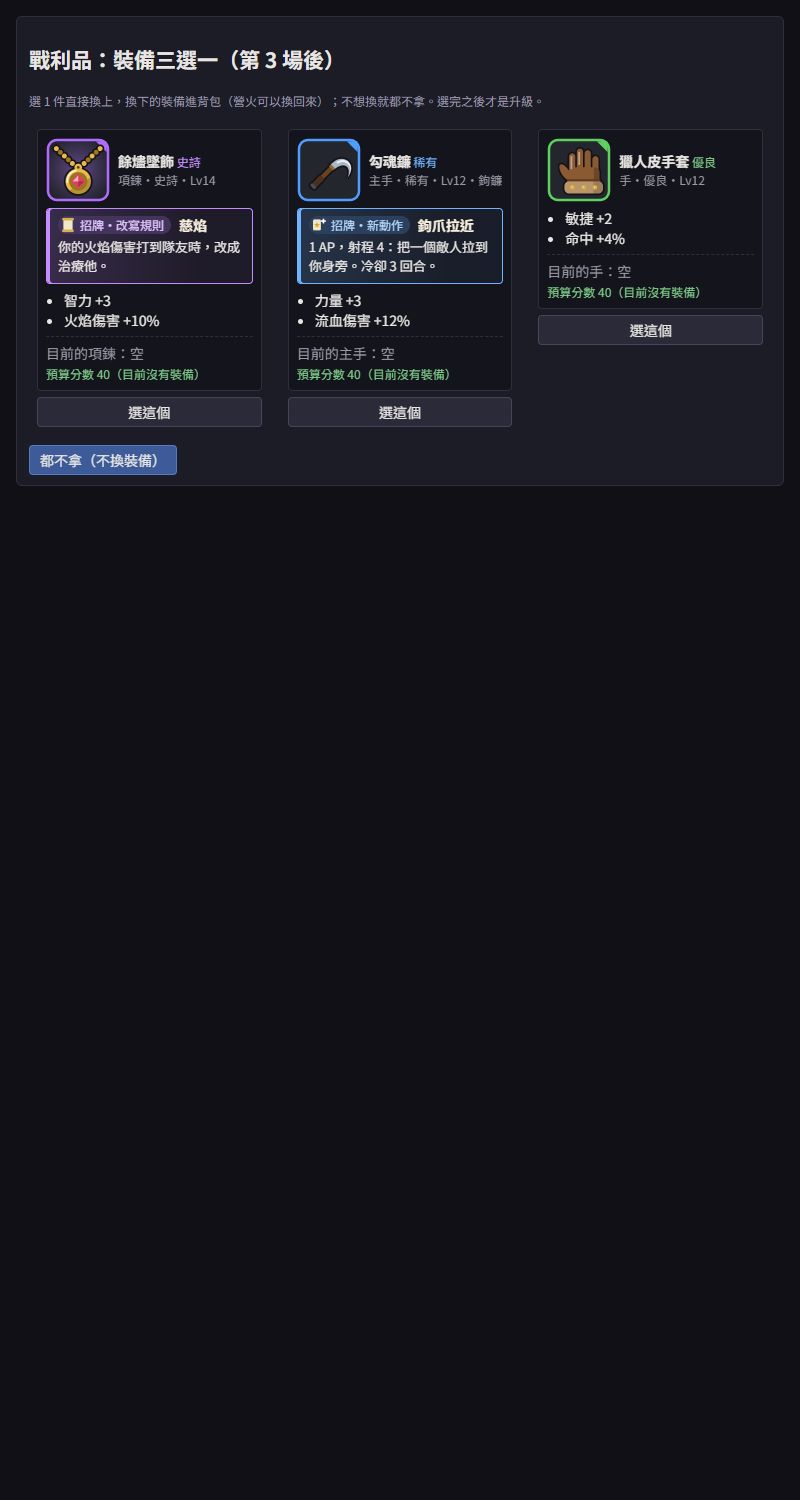 戰利品：裝備三選一（第 3 場後）
選 1 件直接換上，換下的裝備進背包（營火可以換回來）；不想換就都不拿。選完之後才是升級。
餘燼墜飾 史詩
項鍊・史詩・Lv14
招牌・改寫規則 慈焰
你的火焰傷害打到隊友時，改成
治療他。
智力 +3
火焰傷害 +10%
目前的項鍊：空
預算分數 40（目前沒有裝備）
選這個
勾魂鐮 稀有
主手・稀有・Lv12・鉤鐮
招牌・新動作 鉤爪拉近
1 AP，射程 4：把一個敵人拉到
你身旁。冷卻 3 回合。
力量 +3
流血傷害 +12%
目前的主手：空
預算分數 40（目前沒有裝備）
選這個
獵人皮手套 優良
手・優良・Lv12
敏捷 +2
命中 +4%
目前的手：空
預算分數 40（目前沒有裝備）
選這個
都不拿（不換裝備）